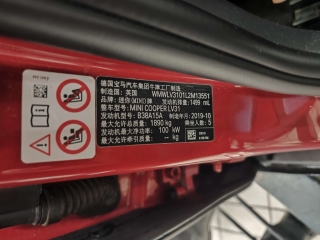 德国宝马汽车集团牛津工厂制造
制造国：英国 WMWLV3101L2M13551
品牌：迷你(MINI)牌 发动机排量：1499 mL
整车型号：MINI COOPER LV31
最大允许总质量：1890 kg
发动机型号：B38A15A 制造年月：2019-10
发动机最大净功率：100 kW 乘坐人数：5
最大允许牵引质量：-- kg